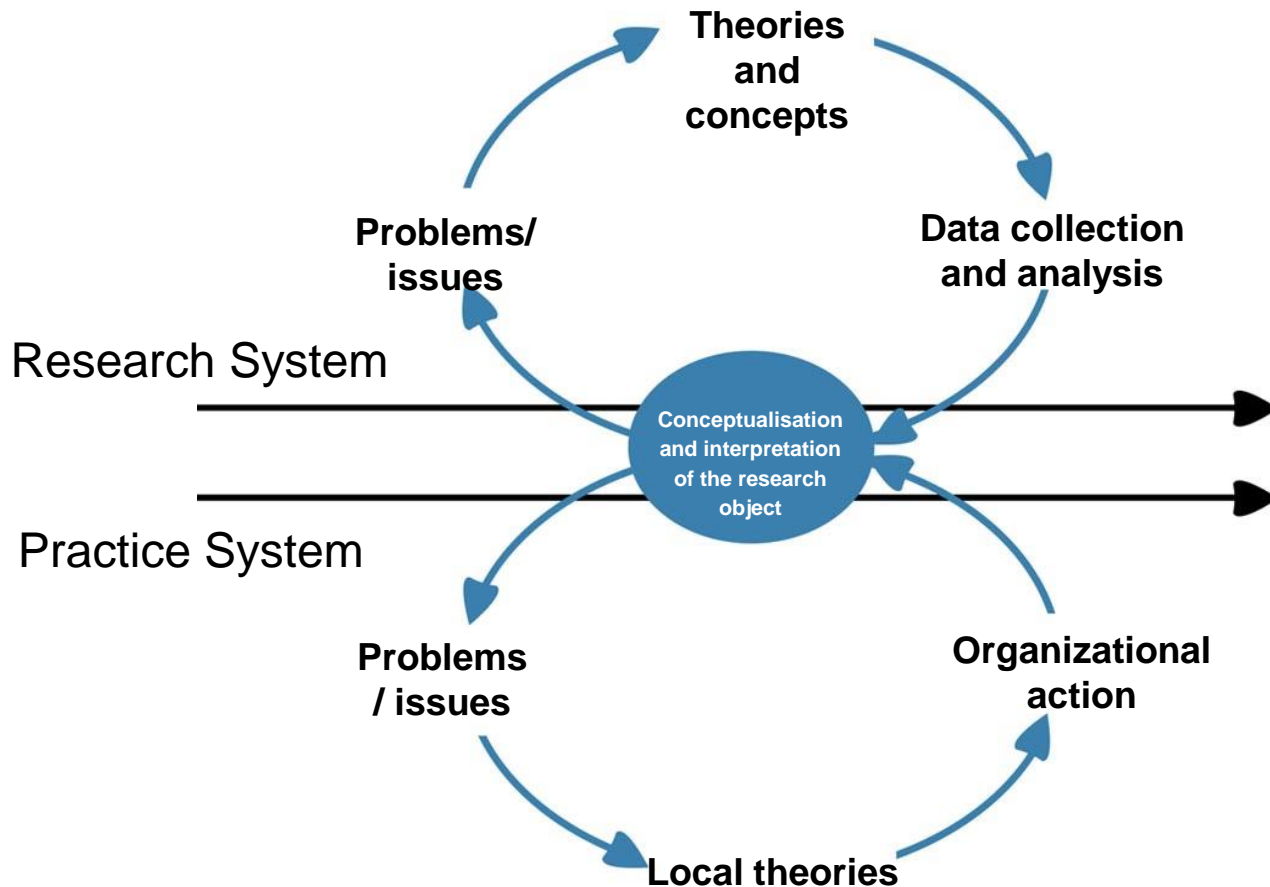 Theories
and
concepts
Problems/
issues
Data collection
and analysis
Research System
Conceptualisation
and interpretation
of the research
object
Practice System
Problems
/ issues
Organizational
action
Local theories